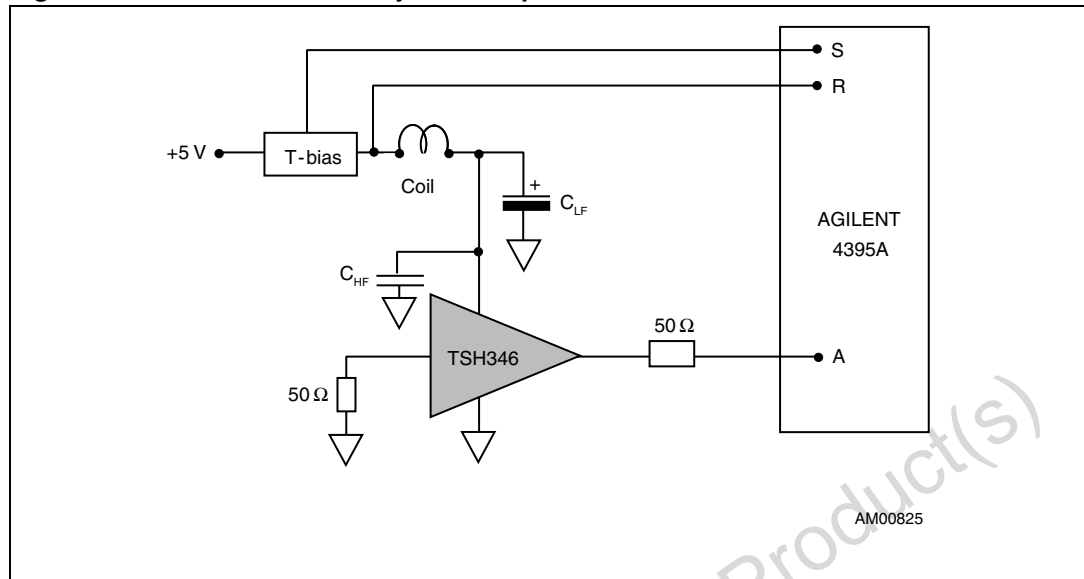 S
R
+5 V
T-bias
Coil
+
C_LF
AGILENT
4395A
C_HF
50 Ω
TSH346
A
50 Ω
AM00825
Product(s)